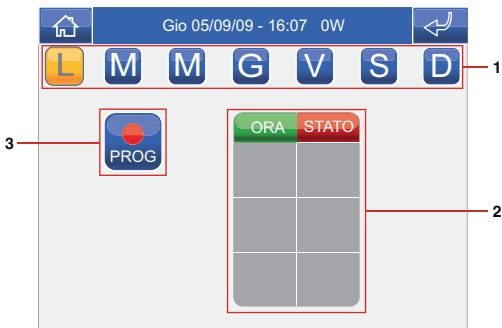 Gio 05/09/09 - 16:07 0W
L M M G V S D
1
3
PROG
ORA STATO
2